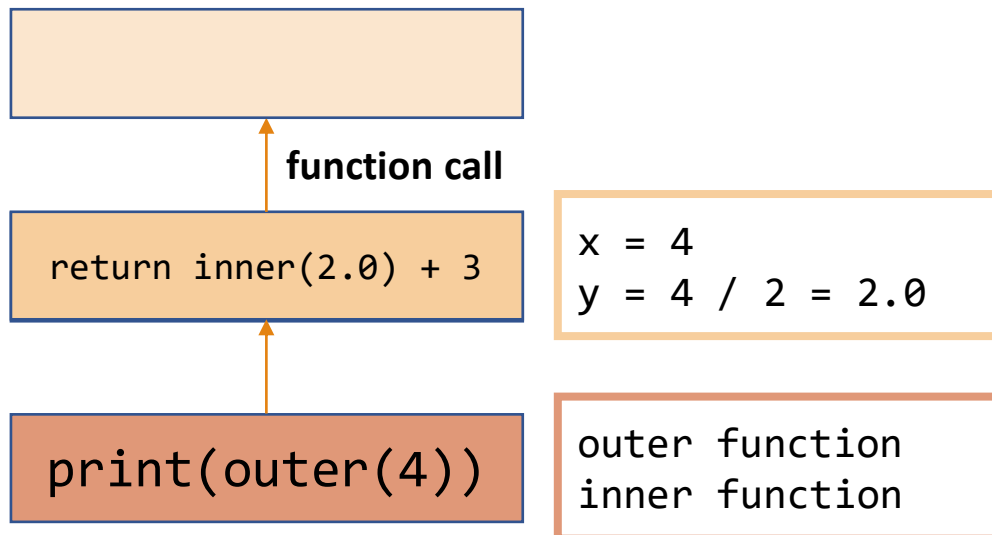 function call
return inner(2.0) + 3
x = 4
y = 4 / 2 = 2.0
print(outer(4))
outer function
inner function